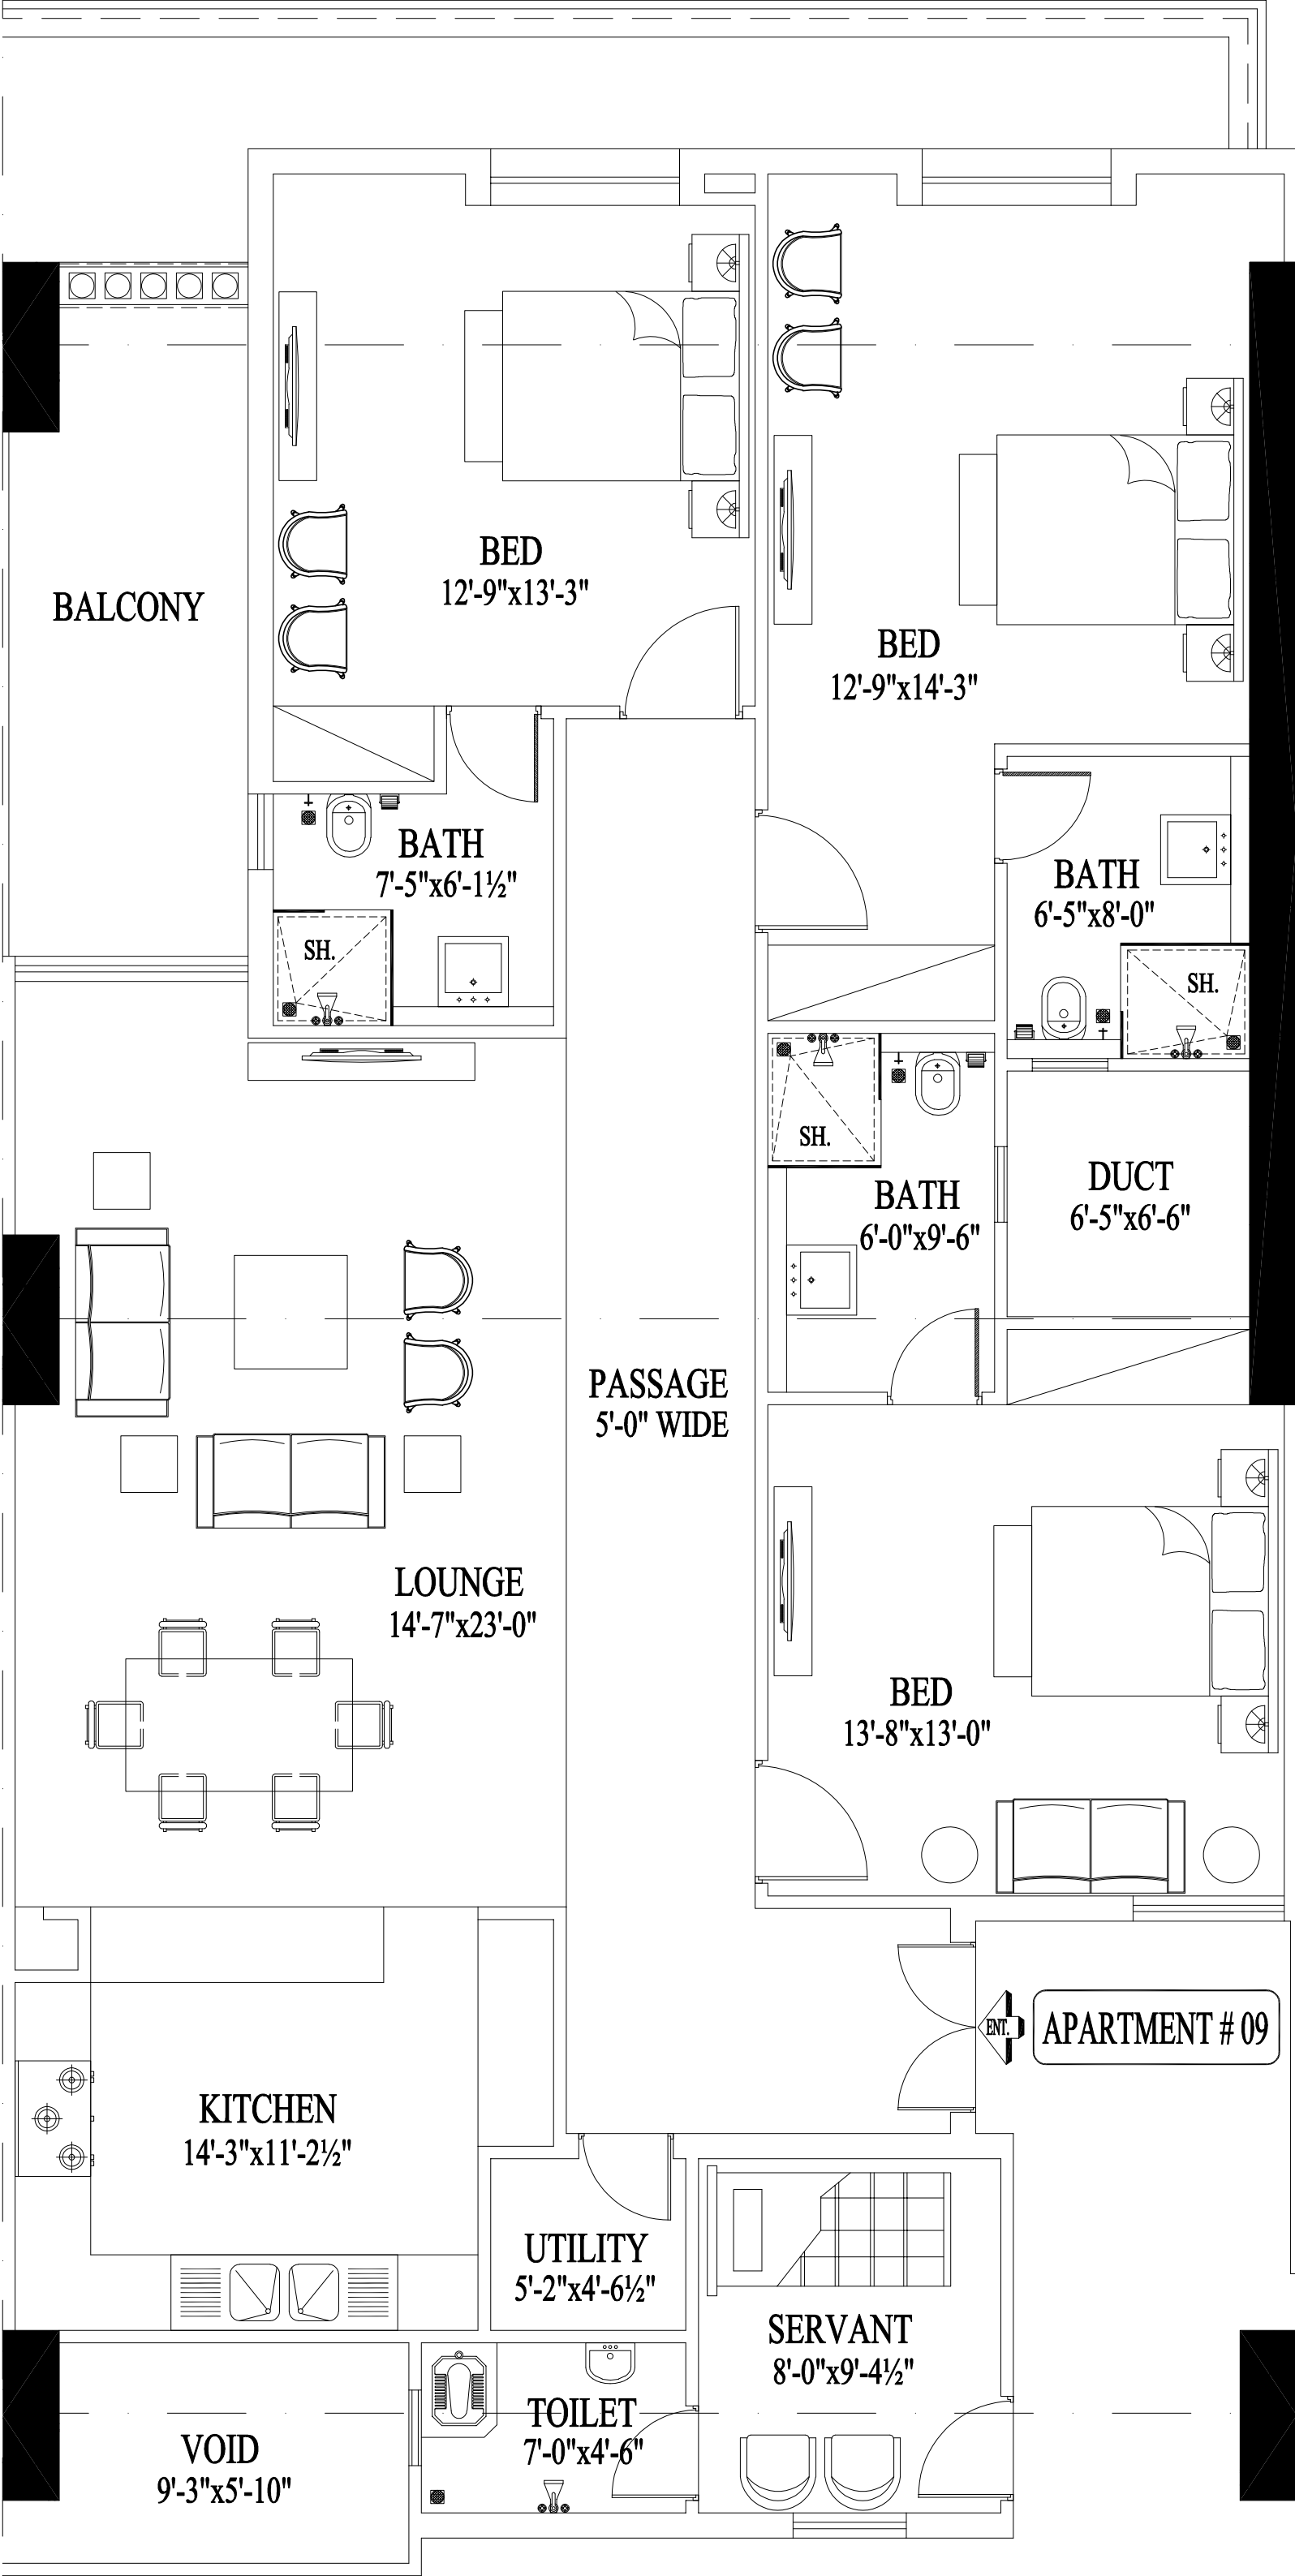 BED
12'-9"x13'-3"
BALCONY
BED
12'-9"x14'-3"
BATH
7'-5"x6'-1½"
SH.
BATH
6'-5"x8'-0"
SH.
SH.
BATH
6'-0"x9'-6"
DUCT
6'-5"x6'-6"
PASSAGE
5'-0" WIDE
LOUNGE
14'-7"x23'-0"
BED
13'-8"x13'-0"
ENT.
APARTMENT # 09
KITCHEN
14'-3"x11'-2½"
UTILITY
5'-2"x4'-6½"
SERVANT
8'-0"x9'-4½"
TOILET
7'-0"x4'-6"
VOID
9'-3"x5'-10"